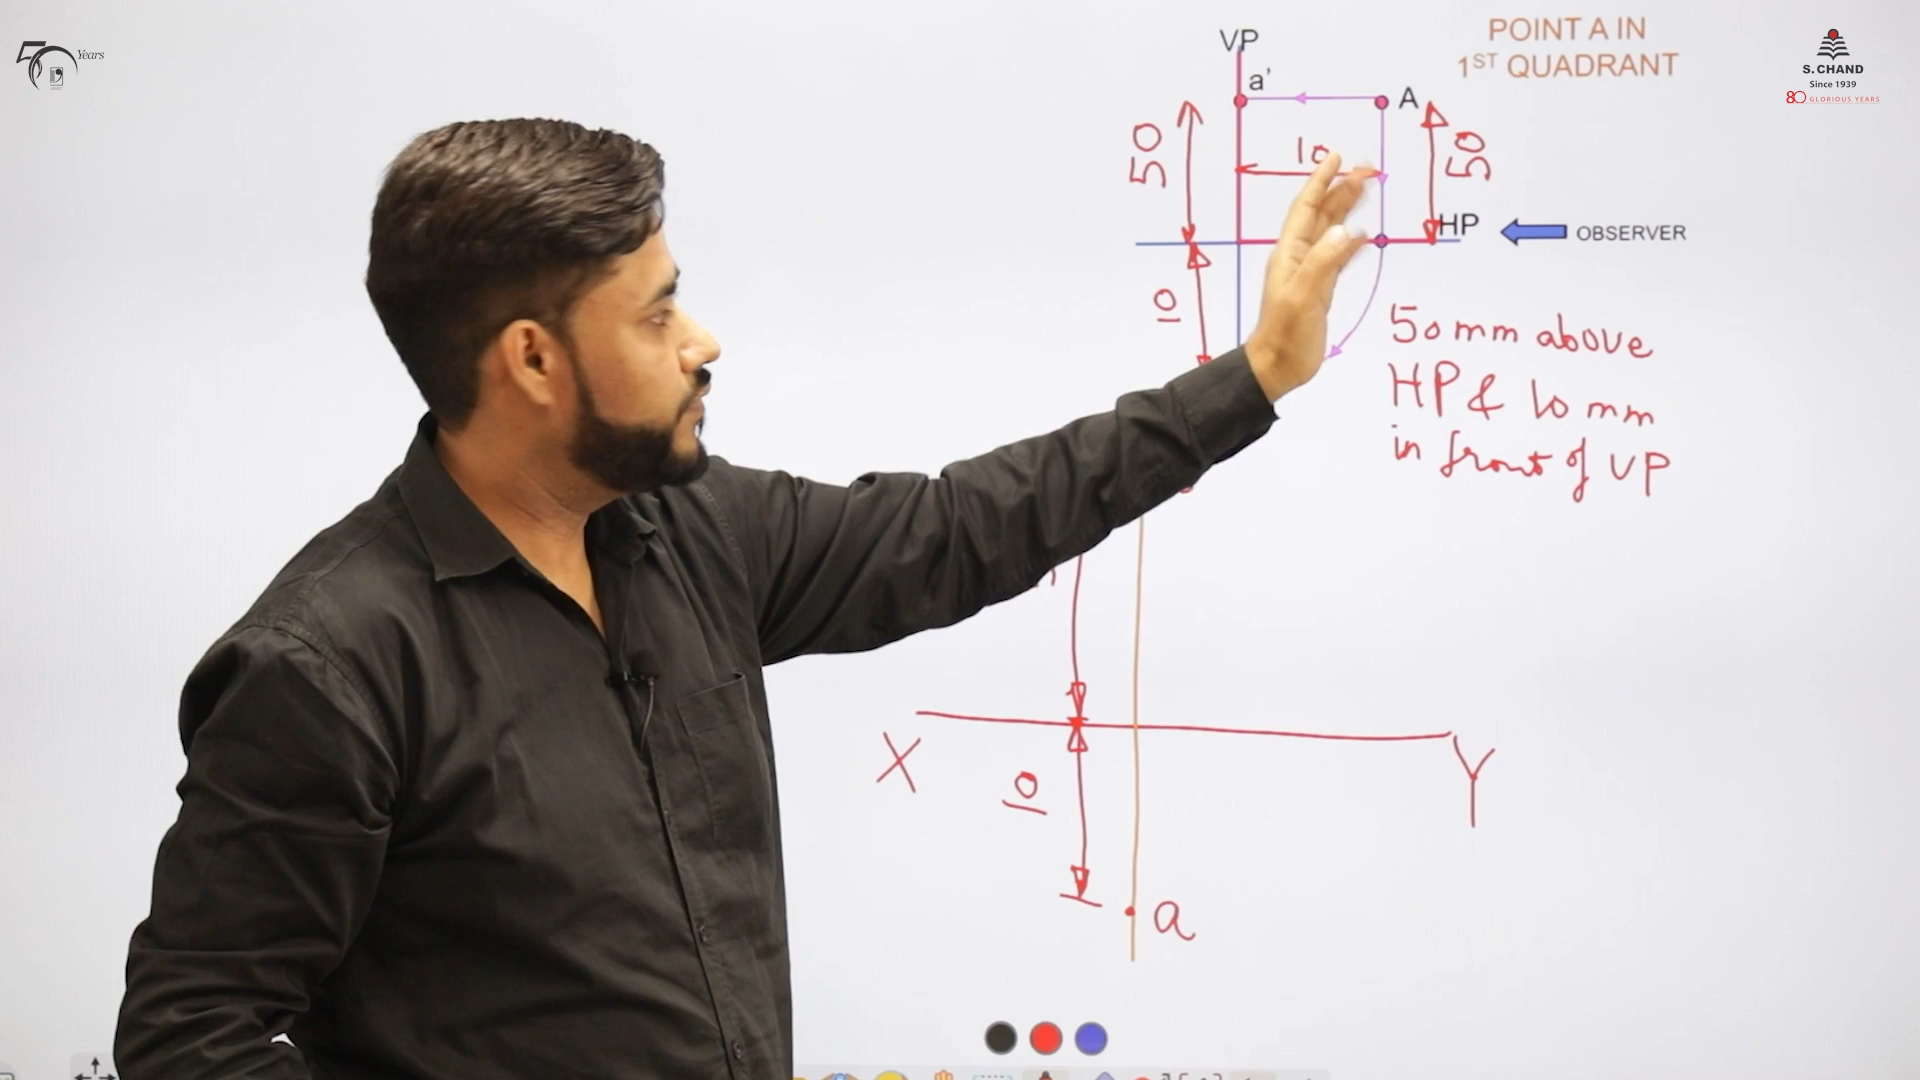 50 Years
POINT A IN
1ST QUADRANT
S. CHAND
Since 1939
80 GLORIOUS YEARS
VP
a'
A
50
10
50
HP
OBSERVER
10
50 mm above
HP & 10 mm
in front of VP
X
Y
10
a